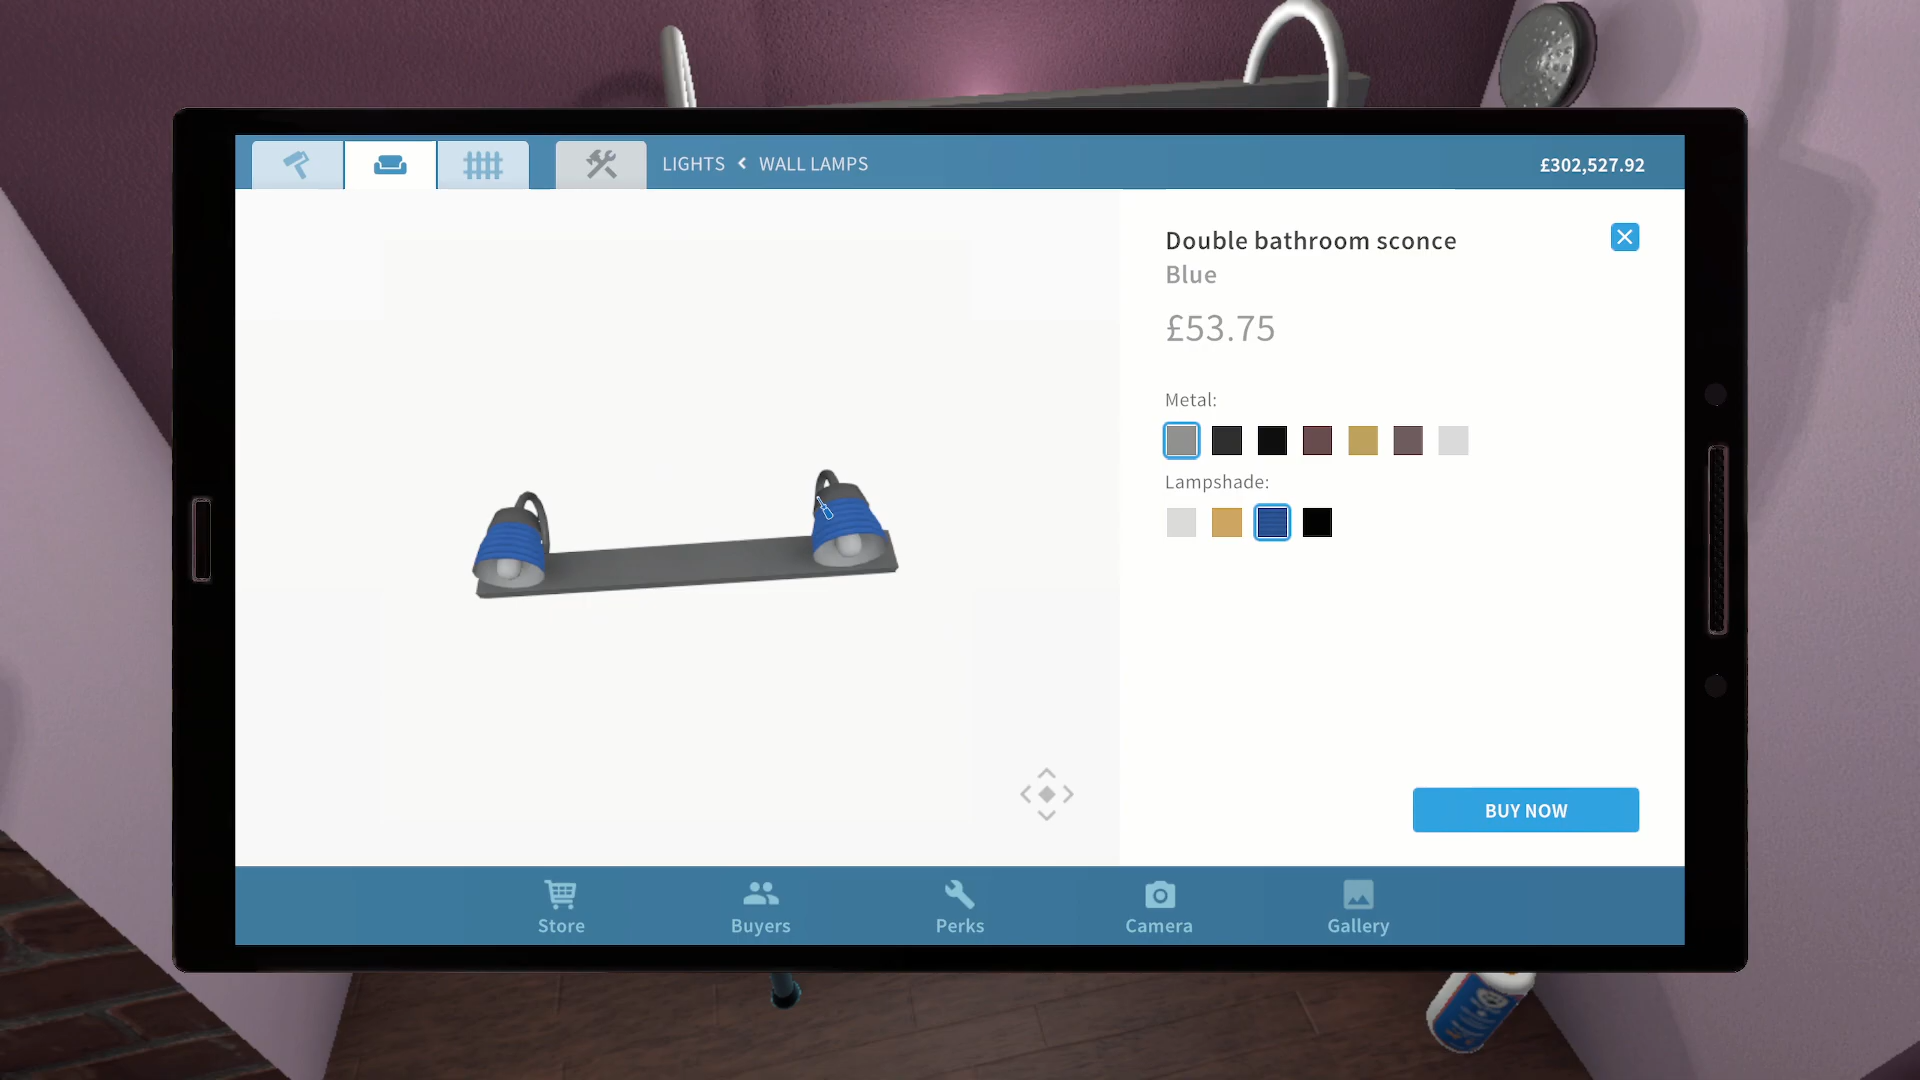 LIGHTS < WALL LAMPS
£302,527.92
Double bathroom sconce
Blue
£53.75
Metal:
Lampshade:
BUY NOW
Store
Buyers
Perks
Camera
Gallery